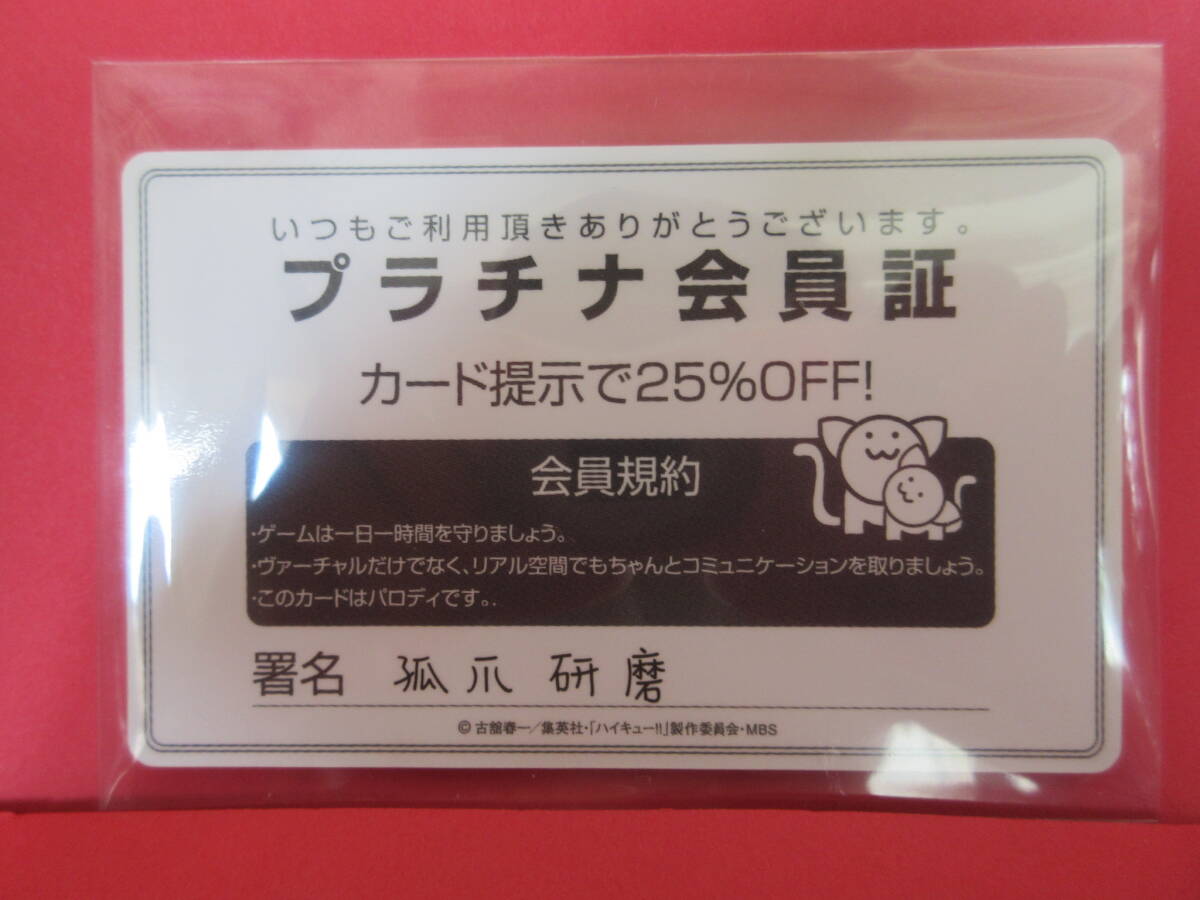 いつもご利用頂きありがとうございます。
プラチナ会員証
カード提示で25%OFF!
会員規約
・ゲームは一日一時間を守りましょう。
・ヴァーチャルだけでなく、リアル空間でもちゃんとコミュニケーションを取りましょう。
・このカードはパロディです。.
署名 孤爪研磨
©古舘春一/集英社・「ハイキュー!!」製作委員会・MBS